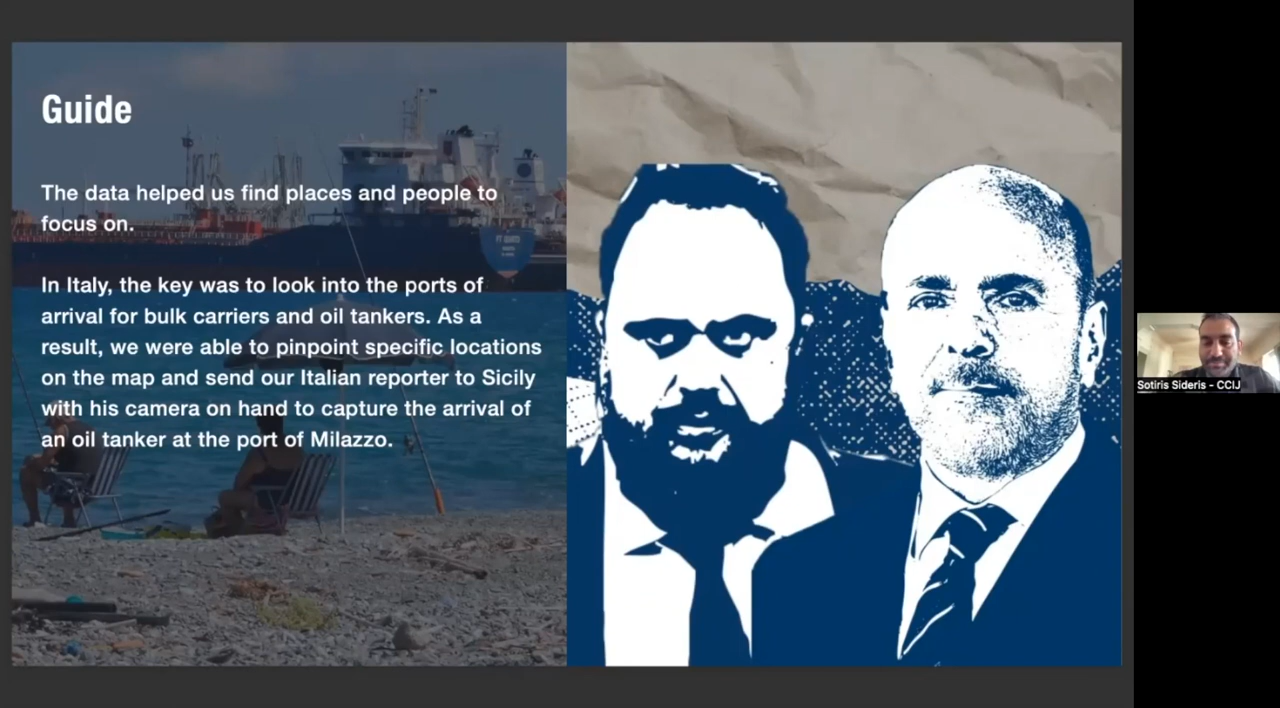 Guide
The data helped us find places and people to
focus on.
In Italy, the key was to look into the ports of
arrival for bulk carriers and oil tankers. As a
result, we were able to pinpoint specific locations
on the map and send our Italian reporter to Sicily
with his camera on hand to capture the arrival of
an oil tanker at the port of Milazzo.
Sotiris Sideris - CCIJ